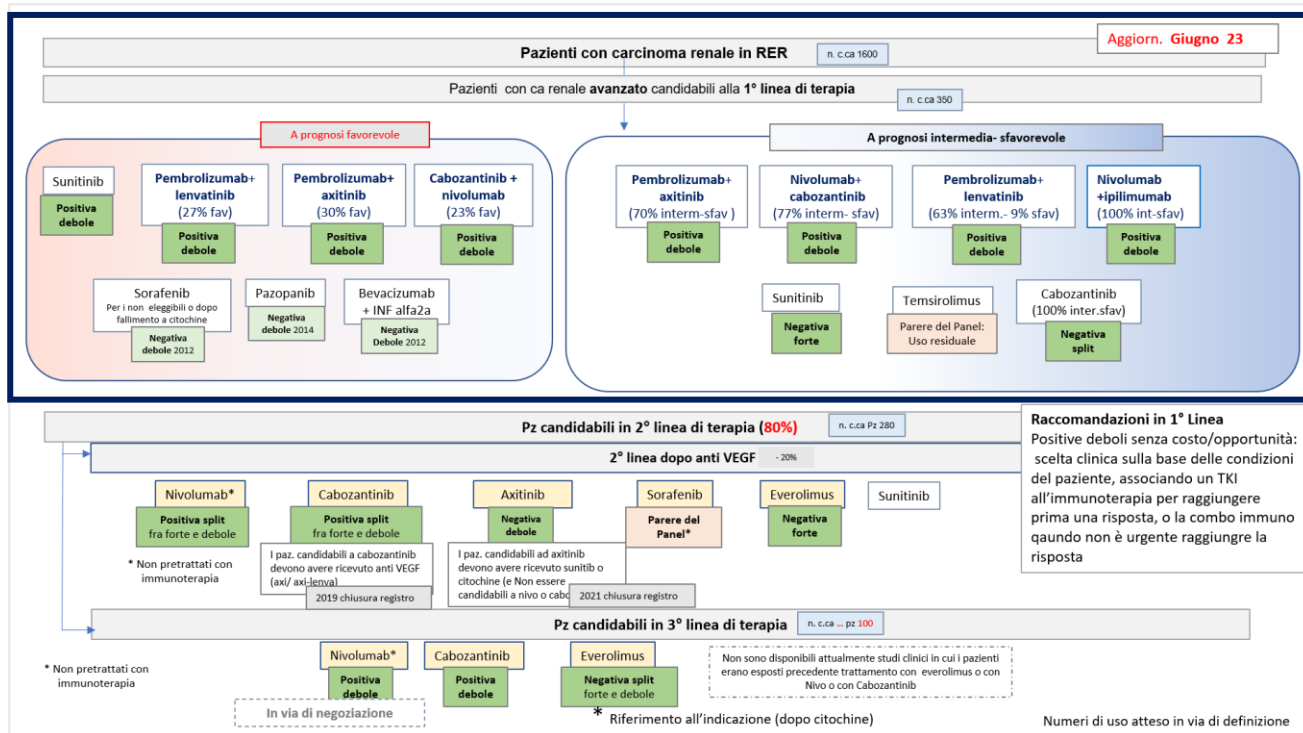 Aggiorn. Giugno 23
Pazienti con carcinoma renale in RER
n. c.ca 1600
Pazienti con ca renale avanzato candidabili alla 1° linea di terapia
n. c.ca 350
A prognosi favorevole
Sunitinib
Positiva
debole
Pembrolizumab+
lenvatinib
(27% fav)
Positiva
debole
Pembrolizumab+
axitinib
(30% fav)
Positiva
debole
Cabozantinib +
nivolumab
(23% fav)
Positiva
debole
Sorafenib
Per i non eleggibili o dopo
fallimento a citochine
Negativa
debole 2012
Pazopanib
Negativa
debole 2014
Bevacizumab
+ INF alfa2a
Negativa
Debole 2012
A prognosi intermedia- sfavorevole
Pembrolizumab+
axitinib
(70% interm-sfav )
Positiva
debole
Nivolumab+
cabozantinib
(77% interm- sfav)
Positiva
debole
Pembrolizumab+
lenvatinib
(63% interm.- 9% sfav)
Positiva
debole
Nivolumab
+ipilimumab
(100% int-sfav)
Positiva
debole
Sunitinib
Negativa
forte
Temsirolimus
Parere del Panel:
Uso residuale
Cabozantinib
(100% inter.sfav)
Negativa
split
Pz candidabili in 2° linea di terapia (80%)
n. c.ca Pz 280
2° linea dopo anti VEGF
- 20%
Nivolumab*
Positiva split
fra forte e debole
* Non pretrattati con
immunoterapia
Cabozantinib
Positiva split
fra forte e debole
I paz. candidabili a cabozantinib
devono avere ricevuto anti VEGF
(axi/ axi-lenva)
2019 chiusura registro
Axitinib
Negativa
debole
I paz. candidabili ad axitinib
devono avere ricevuto sunitib o
citochine (e Non essere
candidabili a nivo o cabo
2021 chiusura registro
Sorafenib
Parere del
Panel*
Everolimus
Negativa
forte
Sunitinib
Raccomandazioni in 1° Linea
Positive deboli senza costo/opportunità:
scelta clinica sulla base delle condizioni
del paziente, associando un TKI
all'immunoterapia per raggiungere
prima una risposta, o la combo immuno
qaundo non è urgente raggiungre la
risposta
Pz candidabili in 3° linea di terapia
n. c.ca ... pz 100
* Non pretrattati con
immunoterapia
Nivolumab*
Positiva
debole
In via di negoziazione
Cabozantinib
Positiva
debole
Everolimus
Negativa split
forte e debole
Non sono disponibili attualmente studi clinici in cui i pazienti
erano esposti precedente trattamento con everolimus o con
Nivo o con Cabozantinib
* Riferimento all'indicazione (dopo citochine)
Numeri di uso atteso in via di definizione